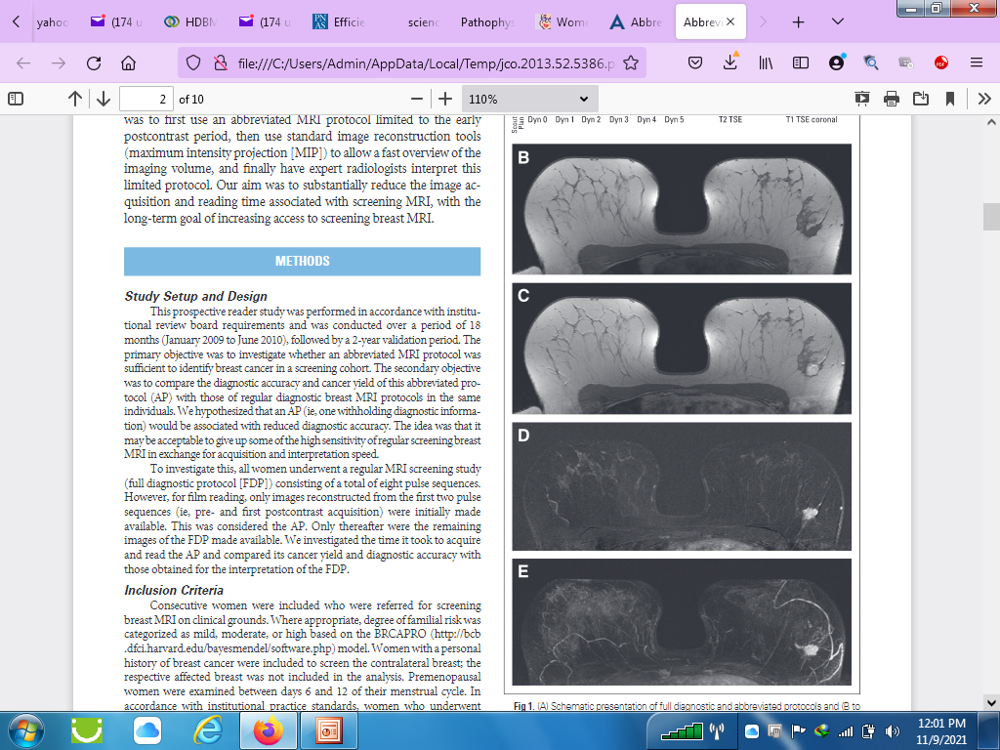 yahoo
(174 u
HDBM
(174 u
PN AS
Efficie
scienc
Pathophys
Wome
Abbre
Abbrevi
file:///C:/Users/Admin/AppData/Local/Temp/jco.2013.52.5386.p
2 of 10
110%
was to first use an abbreviated MRI protocol limited to the early
postcontrast period, then use standard image reconstruction tools
(maximum intensity projection [MIP]) to allow a fast overview of the
imaging volume, and finally have expert radiologists interpret this
limited protocol. Our aim was to substantially reduce the image ac-
quisition and reading time associated with screening MRI, with the
long-term goal of increasing access to screening breast MRI.
METHODS
Study Setup and Design
This prospective reader study was performed in accordance with institu-
tional review board requirements and was conducted over a period of 18
months (January 2009 to June 2010), followed by a 2-year validation period. The
primary objective was to investigate whether an abbreviated MRI protocol was
sufficient to identify breast cancer in a screening cohort. The secondary objective
was to compare the diagnostic accuracy and cancer yield of this abbreviated pro-
tocol (AP) with those of regular diagnostic breast MRI protocols in the same
individuals. We hypothesized that an AP (ie, one withholding diagnostic informa-
tion) would be associated with reduced diagnostic accuracy. The idea was that it
may be acceptable to give up some of the high sensitivity of regular screening breast
MRI in exchange for acquisition and interpretation speed.
To investigate this, all women underwent a regular MRI screening study
(full diagnostic protocol [FDP]) consisting of a total of eight pulse sequences.
However, for film reading, only images reconstructed from the first two pulse
sequences (ie, pre- and first postcontrast acquisition) were initially made
available. This was considered the AP. Only thereafter were the remaining
images of the FDP made available. We investigated the time it took to acquire
and read the AP and compared its cancer yield and diagnostic accuracy with
those obtained for the interpretation of the FDP.
Inclusion Criteria
Consecutive women were included who were referred for screening
breast MRI on clinical grounds. Where appropriate, degree of familial risk was
categorized as mild, moderate, or high based on the BRCAPRO (http://bcb
.dfci.harvard.edu/bayesmendel/software.php) model. Women with a personal
history of breast cancer were included to screen the contralateral breast; the
respective affected breast was not included in the analysis. Premenopausal
women were examined between days 6 and 12 of their menstrual cycle. In
accordance with institutional practice standards, women who underwent
Scout
Plan
Dyn 0 Dyn 1 Dyn 2 Dyn 3 Dyn 4 Dyn 5 T2 TSE T1 TSE coronal
B
C
D
E
Fig 1. (A) Schematic presentation of full diagnostic and abbreviated protocols and (B to
12:01 PM
11/9/2021